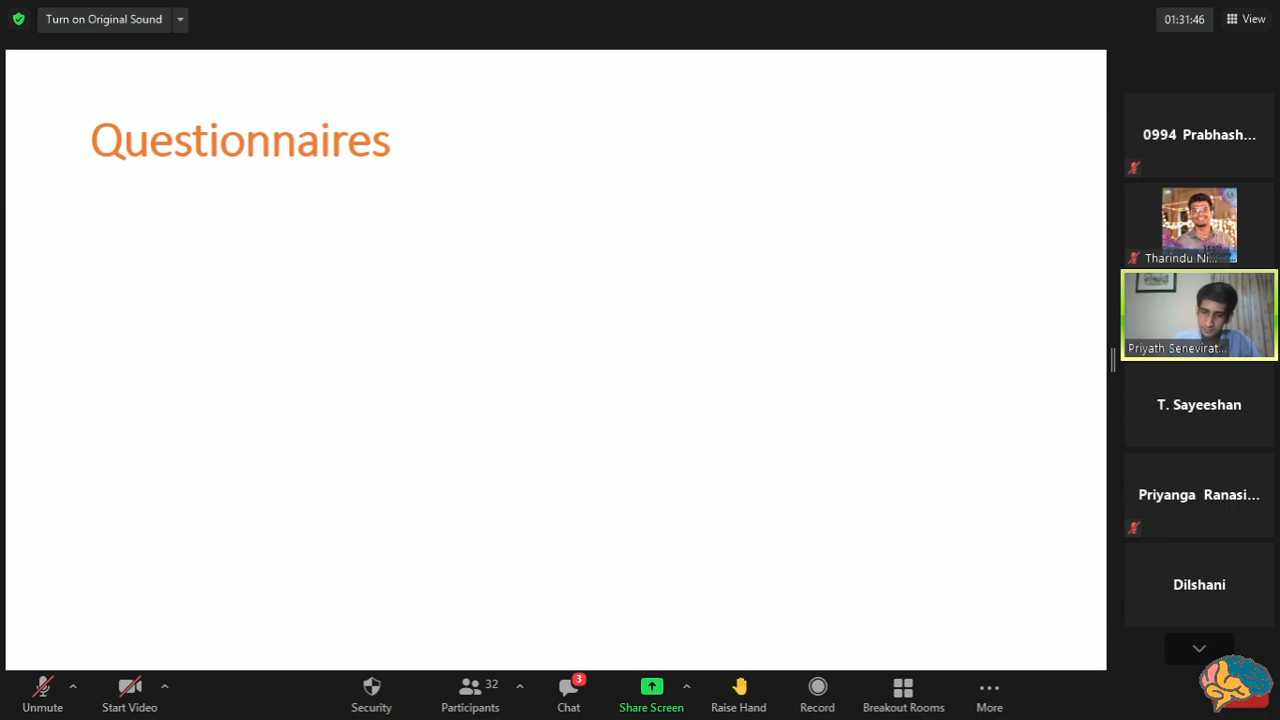 Turn on Original Sound
01:31:46
View
Questionnaires
0994 Prabhash...
Tharindu Ni...
Priyath Senevirat...
T. Sayeeshan
Priyanga Ranasi...
Dilshani
Unmute
Start Video
Security
32
Participants
3
Chat
Share Screen
Raise Hand
Record
Breakout Rooms
More